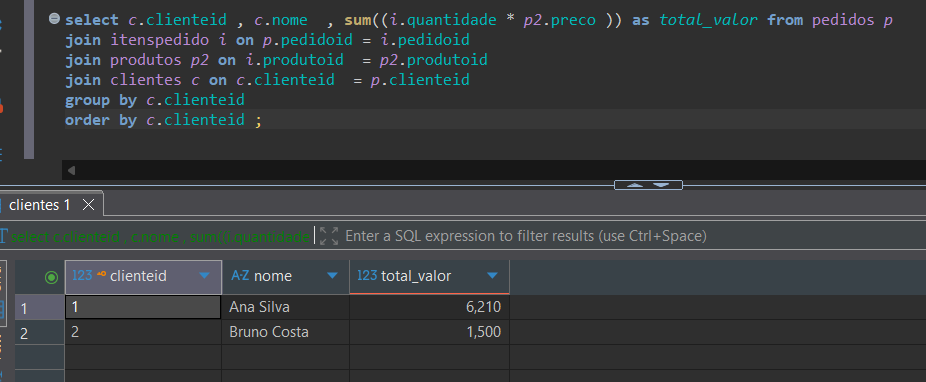 select c.clienteid , c.nome  , sum((i.quantidade * p2.preco )) as total_valor from pedidos p
join itenspedido i on p.pedidoid = i.pedidoid
join produtos p2 on i.produtoid  = p2.produtoid
join clientes c on c.clienteid  = p.clienteid
group by c.clienteid
order by c.clienteid ;
clientes 1
select c.clienteid , c.nome , sum((i.quantidade Enter a SQL expression to filter results (use Ctrl+Space)
123 clienteid A-Z nome 123 total_valor
1 1 Ana Silva 6,210
2 2 Bruno Costa 1,500